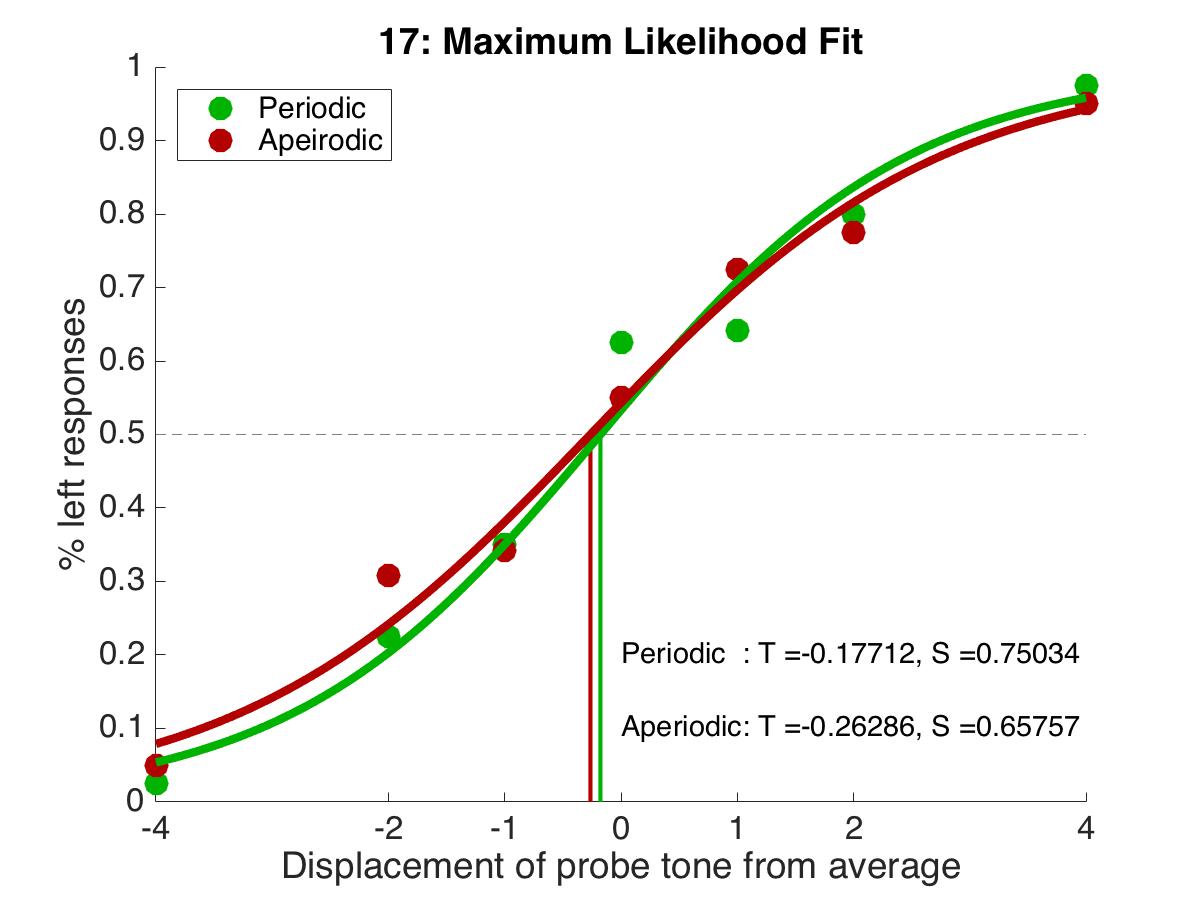 17: Maximum Likelihood Fit
1
Periodic
Apeirodic
0.9
0.8
0.7
0.6
0.5
0.4
0.3
0.2
0.1
0
% left responses
Periodic : T =-0.17712, S =0.75034
Aperiodic: T =-0.26286, S =0.65757
-4 -2 -1 0 1 2 4
Displacement of probe tone from average